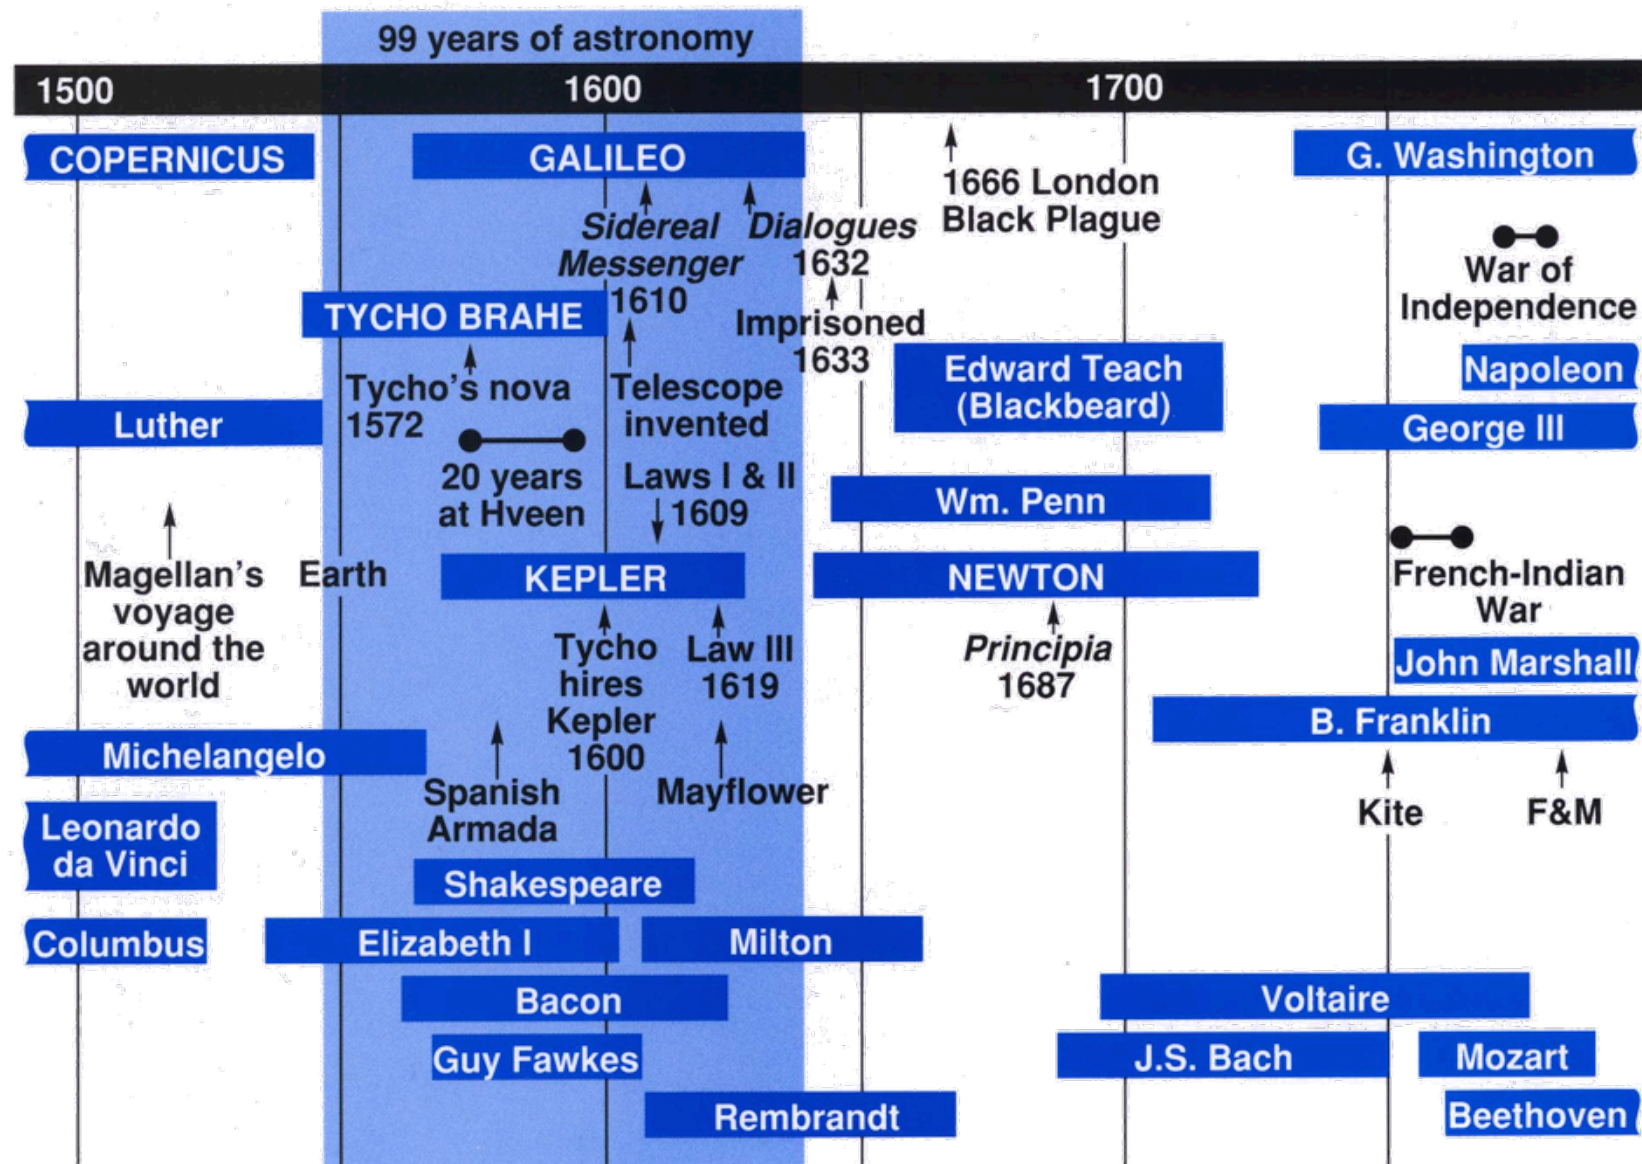 99 years of astronomy
1500 1600 1700
COPERNICUS
GALILEO
G. Washington
1666 London
Black Plague
Sidereal
Messenger
1610
Dialogues
1632
Imprisoned
1633
War of
Independence
TYCHO BRAHE
Tycho's nova
1572
Telescope
invented
Edward Teach
(Blackbeard)
Napoleon
Luther
George III
20 years
at Hveen
Laws I & II
1609
Wm. Penn
Magellan's
voyage
around the
world
Earth
KEPLER
NEWTON
French-Indian
War
Tycho
hires
Kepler
1600
Law III
1619
Principia
1687
John Marshall
B. Franklin
Michelangelo
Spanish
Armada
Mayflower
Kite
F&M
Leonardo
da Vinci
Shakespeare
Columbus
Elizabeth I
Milton
Bacon
Voltaire
Guy Fawkes
J.S. Bach
Mozart
Rembrandt
Beethoven